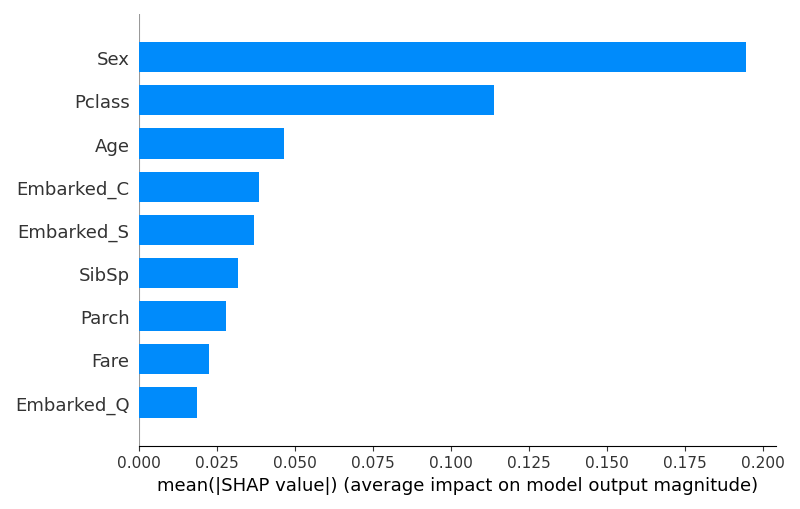 Sex
Pclass
Age
Embarked_C
Embarked_S
SibSp
Parch
Fare
Embarked_Q
0.000 0.025 0.050 0.075 0.100 0.125 0.150 0.175 0.200
mean(|SHAP value|) (average impact on model output magnitude)